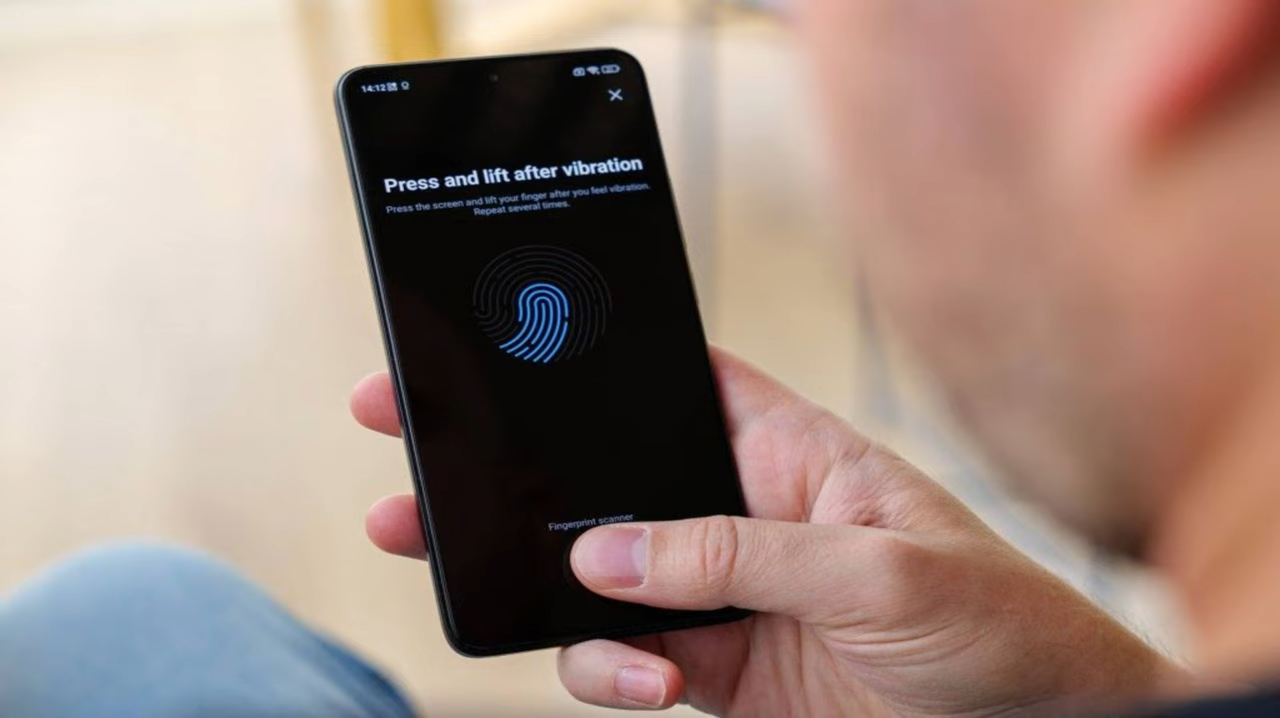 14:12
Press and lift after vibration
Press the screen and lift your finger after you feel vibration.
Repeat several times.
Fingerprint scanner